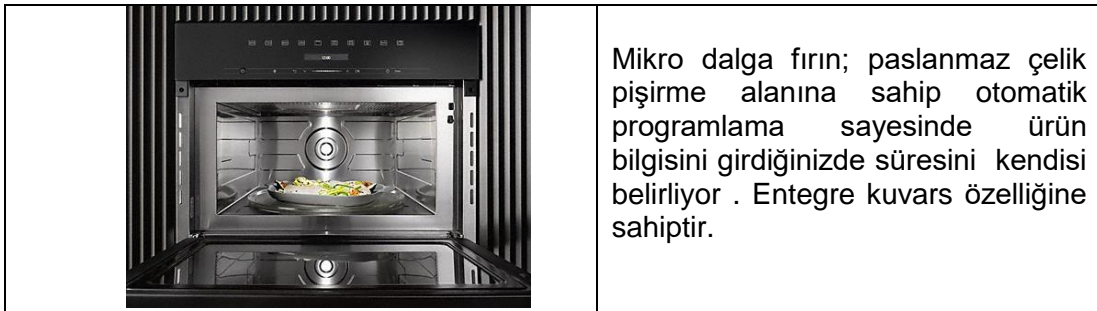 Mikro dalga fırın; paslanmaz çelik
pişirme alanına sahip otomatik
programlama sayesinde ürün
bilgisini girdiğinizde süresini kendisi
belirliyor . Entegre kuvars özelliğine
sahiptir.